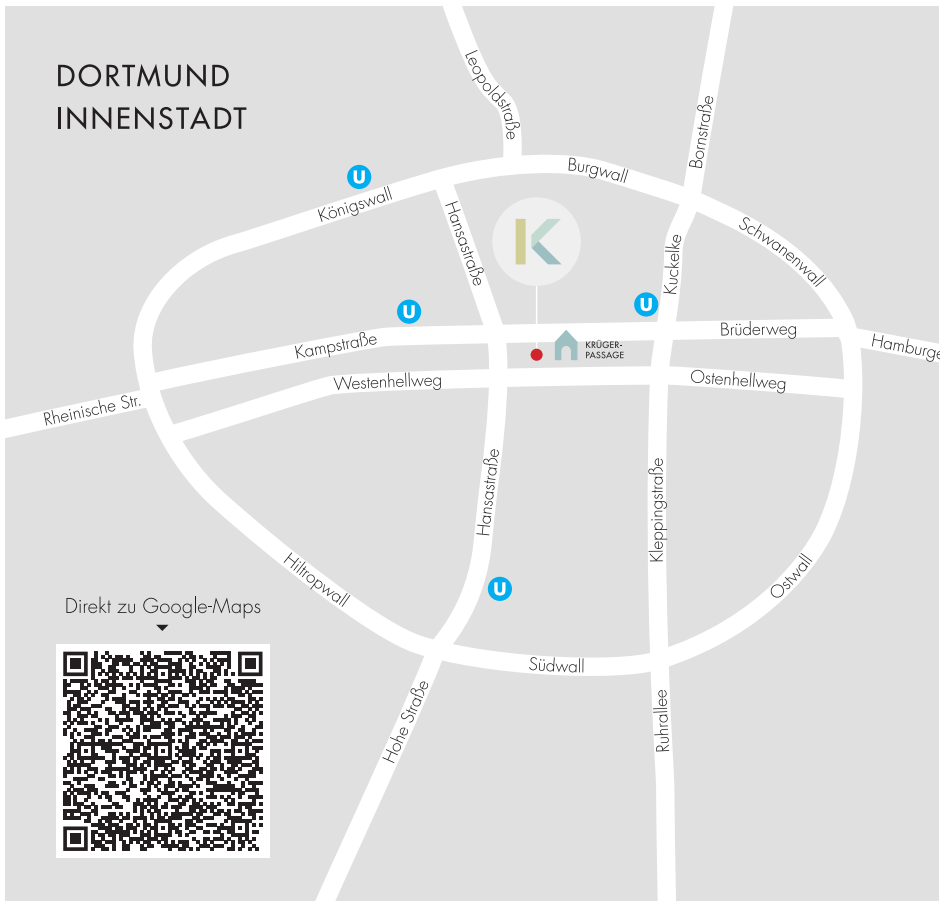 DORTMUND
INNENSTADT
Leopoldstraße
Bornstraße
Burgwall
U
Königswall
Hansastraße
K
Schwanenwall
Kuckelke
U
U
Brüderweg
Kampstraße
KRÜGER-
PASSAGE
Hamburge
Westenhellweg
Ostenhellweg
Rheinische Str.
Hansastraße
Kleppingstraße
Hiltropwall
U
Ostwall
Direkt zu Google-Maps
Südwall
Hohe Straße
Ruhrallee